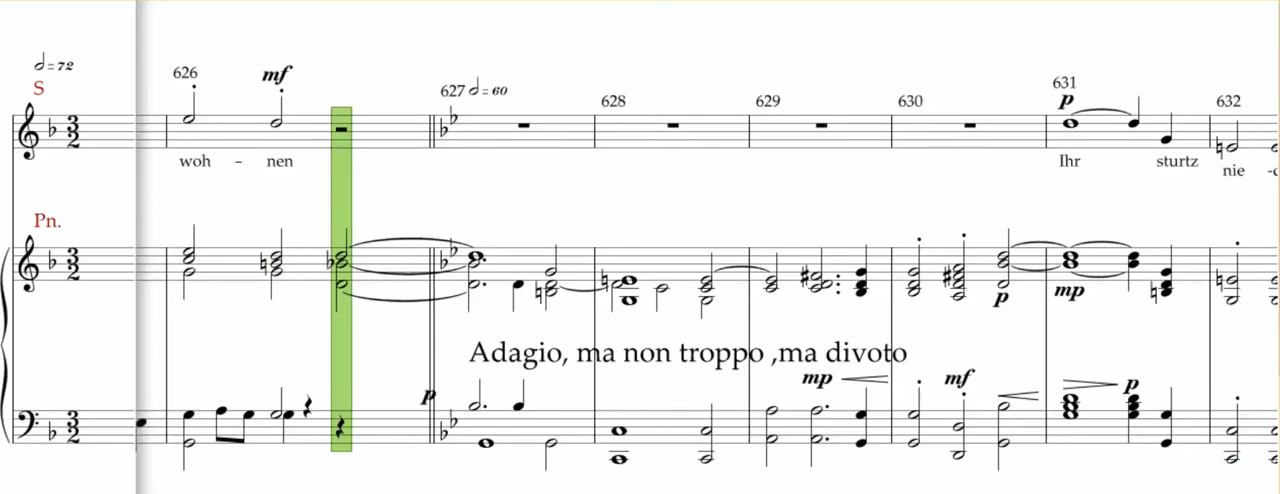 𝅗𝅥 = 72
S
626
mf
627 𝅗𝅥 = 60
628
629
630
631
p
632
woh - nen
Ihr sturtz nie -
Pn.
p
mp
Adagio, ma non troppo ,ma divoto
p
mp
mf
p